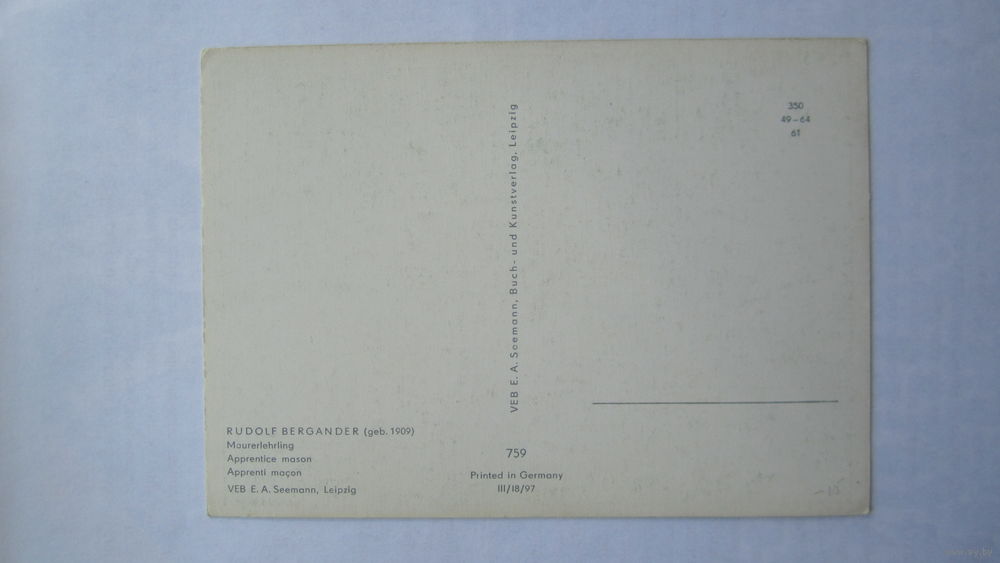 350
49-64
61
VEB E. A. Seemann, Buch- und Kunstverlag, Leipzig
RUDOLF BERGANDER (geb. 1909)
Maurerlehrling
Apprentice mason
Apprenti maçon
VEB E. A. Seemann, Leipzig
759
Printed in Germany
III/18/97
-15